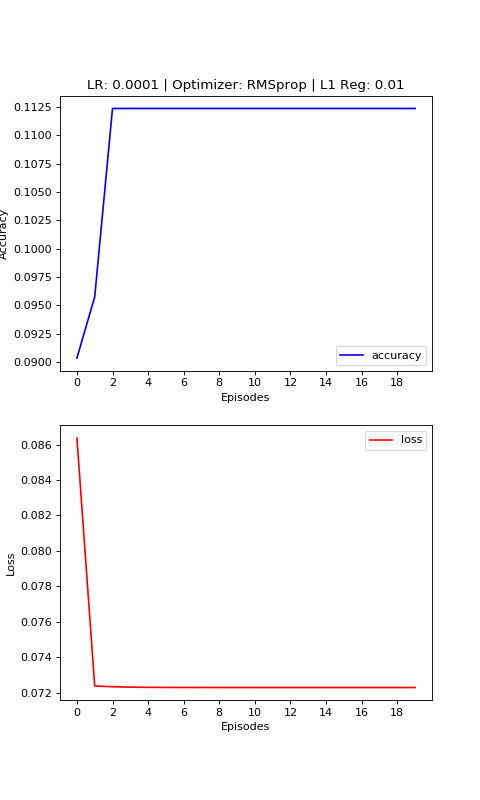 LR: 0.0001 | Optimizer: RMSprop | L1 Reg: 0.01
0.1125
0.1100
0.1075
0.1050
0.1025
0.1000
0.0975
0.0950
0.0925
0.0900
Accuracy
accuracy
0 2 4 6 8 10 12 14 16 18
Episodes
0.086
0.084
0.082
0.080
0.078
0.076
0.074
0.072
Loss
loss
0 2 4 6 8 10 12 14 16 18
Episodes